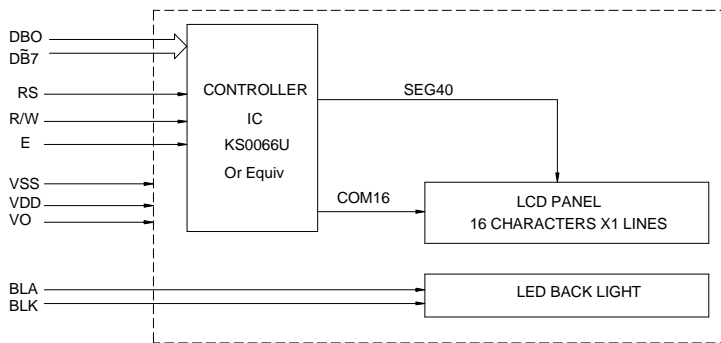 DBO
~
DB7
RS
R/W
E
VSS
VDD
VO
BLA
BLK
CONTROLLER
IC
KS0066U
Or Equiv
SEG40
COM16
LCD PANEL
16 CHARACTERS X1 LINES
LED BACK LIGHT